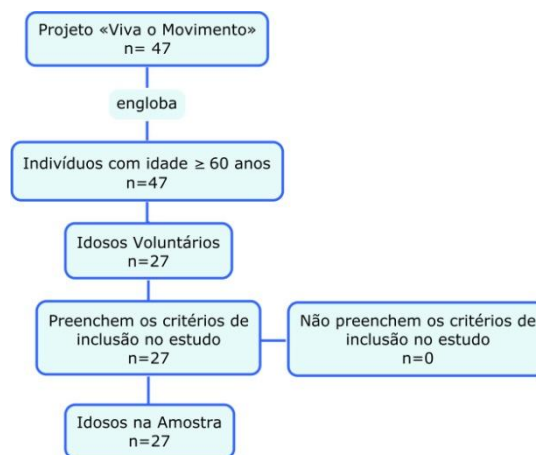 Projeto «Viva o Movimento»
n= 47
engloba
Indivíduos com idade ≥ 60 anos
n=47
Idosos Voluntários
n=27
Preenchem os critérios de
inclusão no estudo
n=27
Não preenchem os critérios de
inclusão no estudo
n=0
Idosos na Amostra
n=27